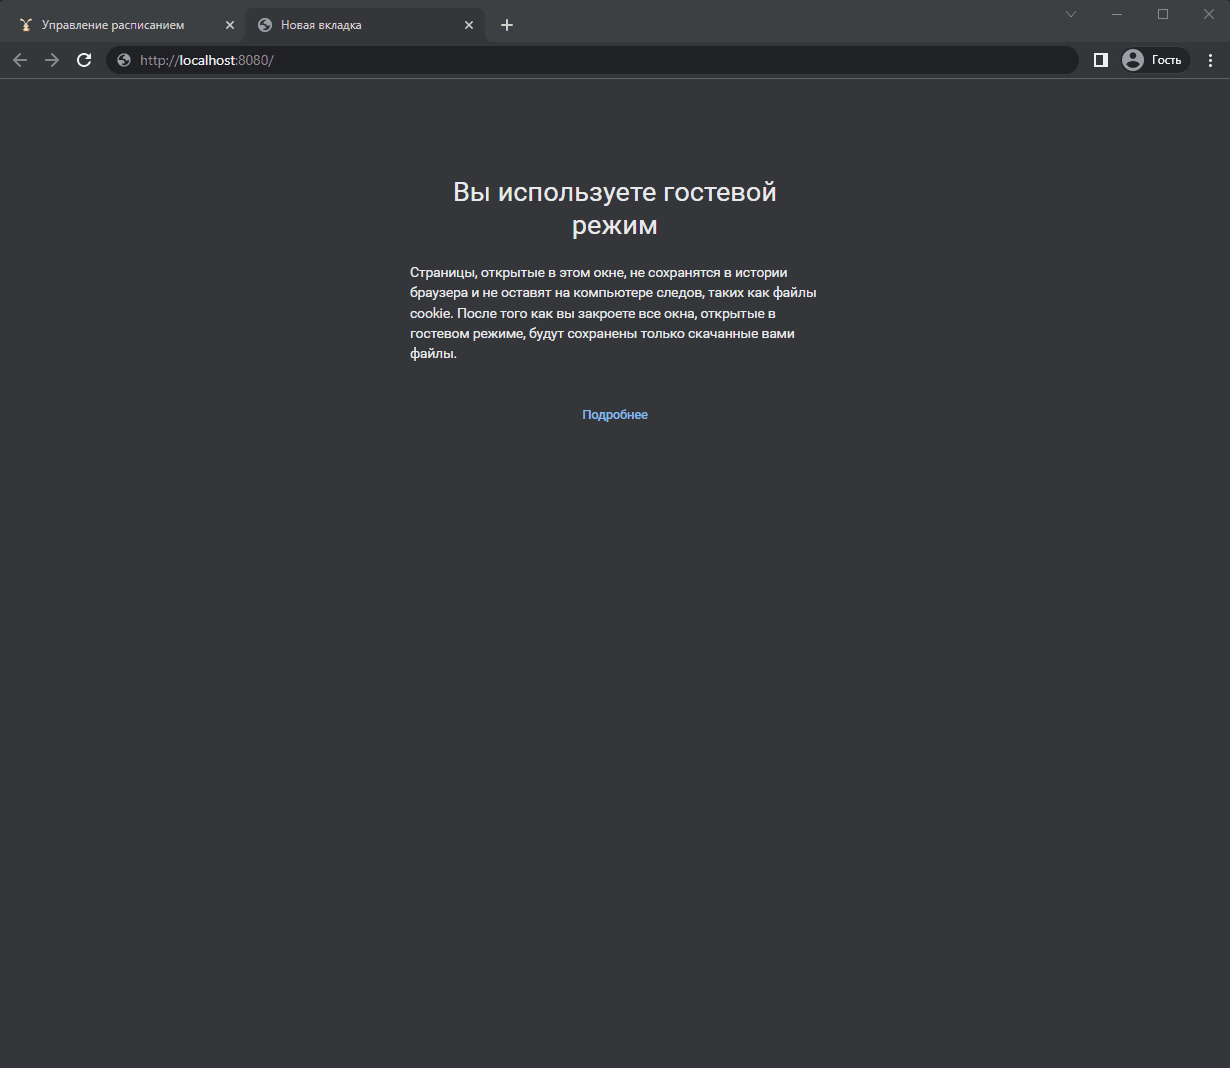 Управление расписанием
Новая вкладка
http://localhost:8080/
Гость
Вы используете гостевой
режим
Страницы, открытые в этом окне, не сохранятся в истории
браузера и не оставят на компьютере следов, таких как файлы
cookie. После того как вы закроете все окна, открытые в
гостевом режиме, будут сохранены только скачанные вами
файлы.
Подробнее